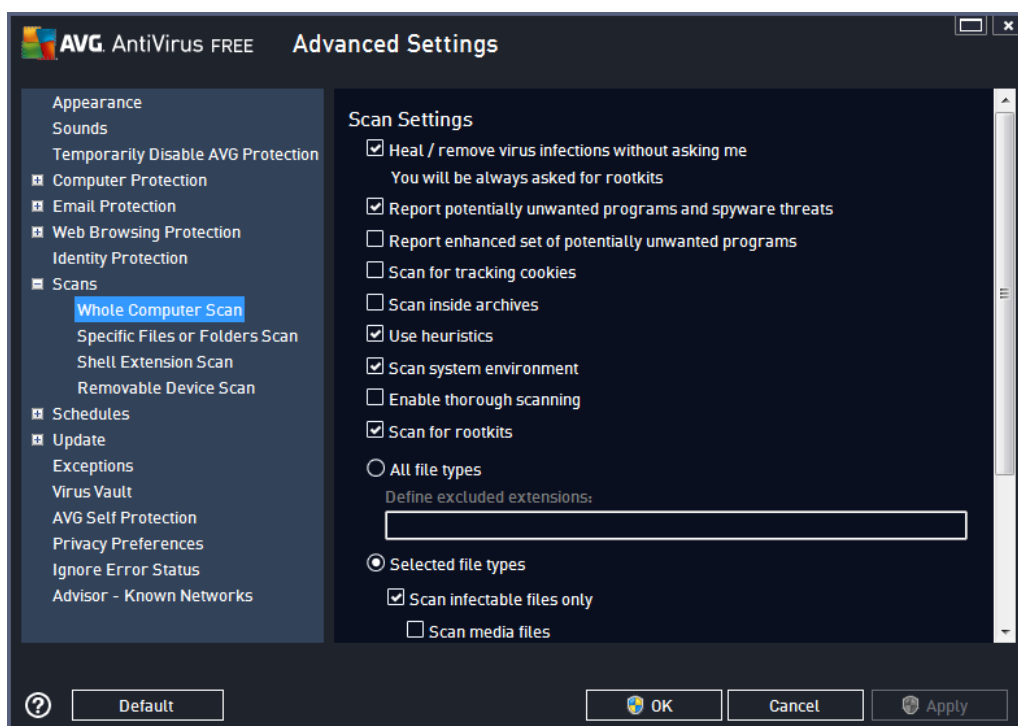 AVG. AntiVirus FREE Advanced Settings
Appearance
Sounds
Temporarily Disable AVG Protection
Computer Protection
Email Protection
Web Browsing Protection
Identity Protection
Scans
Whole Computer Scan
Specific Files or Folders Scan
Shell Extension Scan
Removable Device Scan
Schedules
Update
Exceptions
Virus Vault
AVG Self Protection
Privacy Preferences
Ignore Error Status
Advisor - Known Networks
Scan Settings
Heal / remove virus infections without asking me
You will be always asked for rootkits
Report potentially unwanted programs and spyware threats
Report enhanced set of potentially unwanted programs
Scan for tracking cookies
Scan inside archives
Use heuristics
Scan system environment
Enable thorough scanning
Scan for rootkits
All file types
Define excluded extensions:
Selected file types
Scan infectable files only
Scan media files
? Default OK Cancel Apply